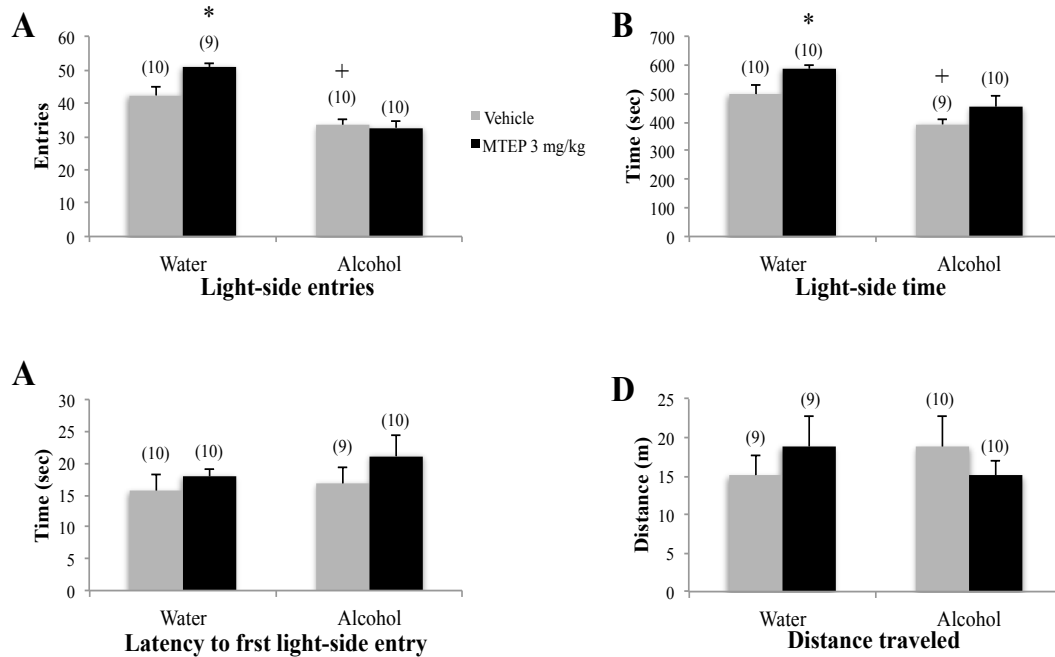 A
Entries
60
50
40
30
20
10
0
(10)
*
(9)
+
(10)
(10)
Water
Alcohol
Light-side entries
Vehicle
MTEP 3 mg/kg
B
Time (sec)
700
600
500
400
300
200
100
0
(10)
*
(10)
+
(9)
(10)
Water
Alcohol
Light-side time
A
Time (sec)
30
25
20
15
10
5
0
(10)
(10)
(9)
(10)
Water
Alcohol
Latency to frst light-side entry
D
Distance (m)
25
20
15
10
5
0
(9)
(9)
(10)
(10)
Water
Alcohol
Distance traveled